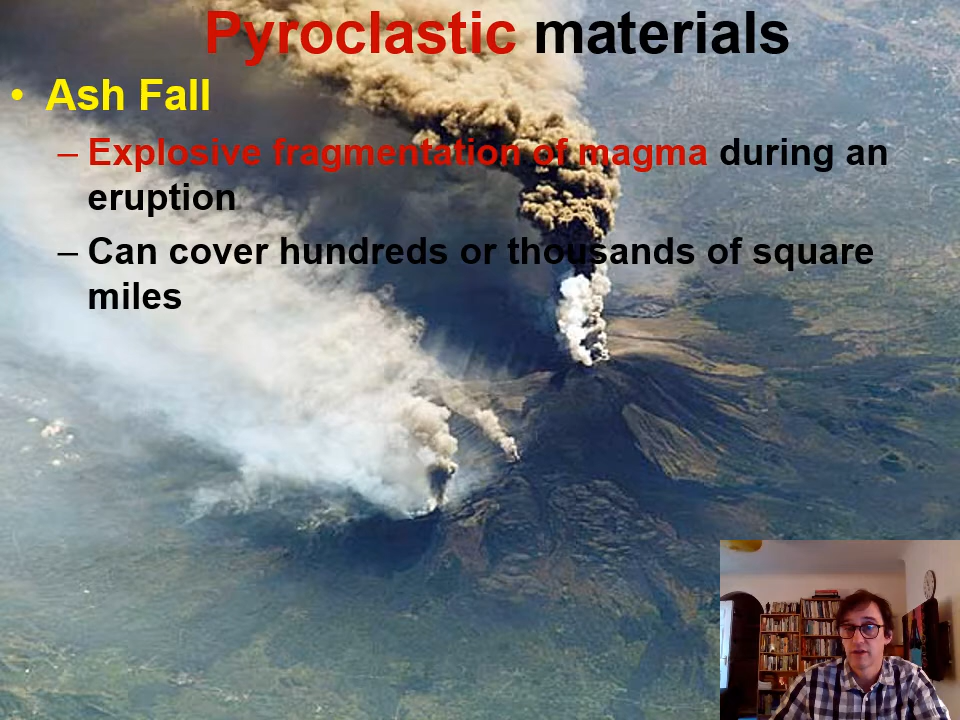 Pyroclastic materials
• Ash Fall
– Explosive fragmentation of magma during an
eruption
– Can cover hundreds or thousands of square
miles